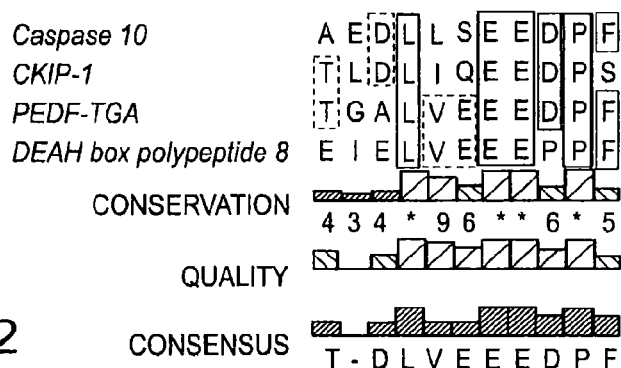 Caspase 10 A E D L L S E E D P F
CKIP-1 T L D L I Q E E D P S
PEDF-TGA T G A L V E E E D P F
DEAH box polypeptide 8 E I E L V E E E P P F
CONSERVATION 4 3 4 * 9 6 * * 6 * 5
QUALITY
2 CONSENSUS T - D L V E E E D P F